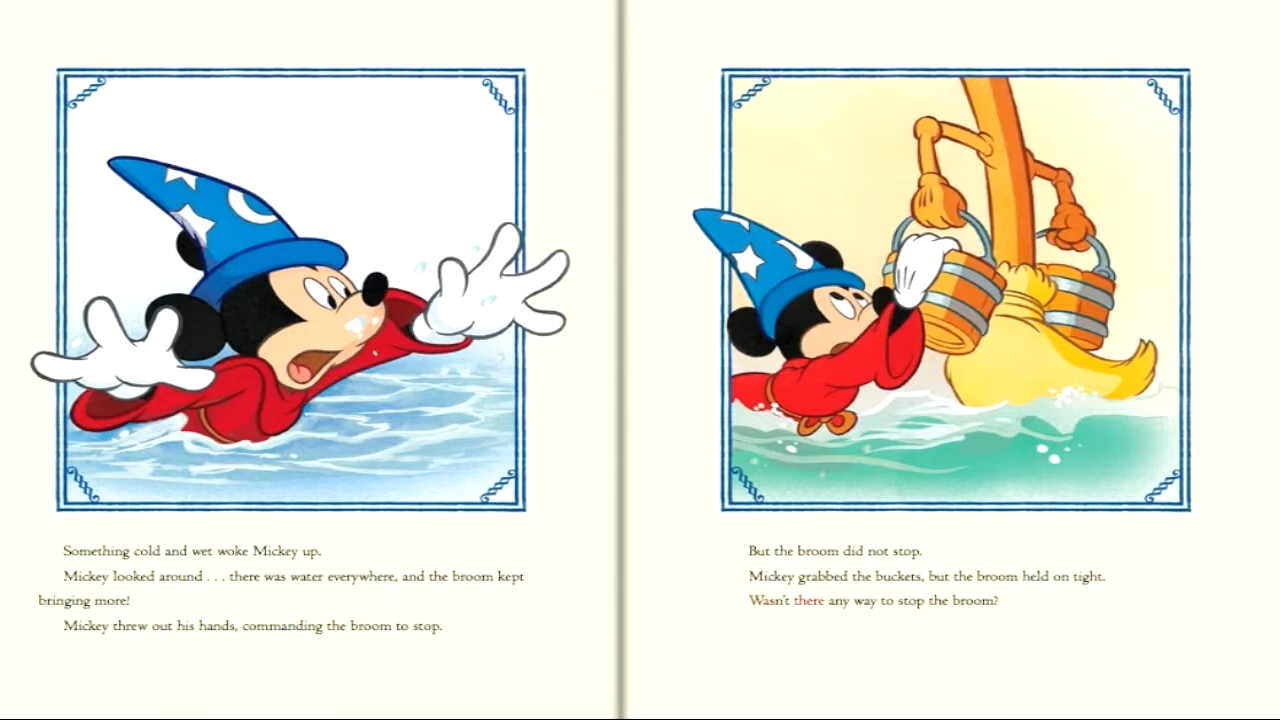 Something cold and wet woke Mickey up.
Mickey looked around . . . there was water everywhere, and the broom kept
bringing more!
Mickey threw out his hands, commanding the broom to stop.
But the broom did not stop.
Mickey grabbed the buckets, but the broom held on tight.
Wasn't there any way to stop the broom?